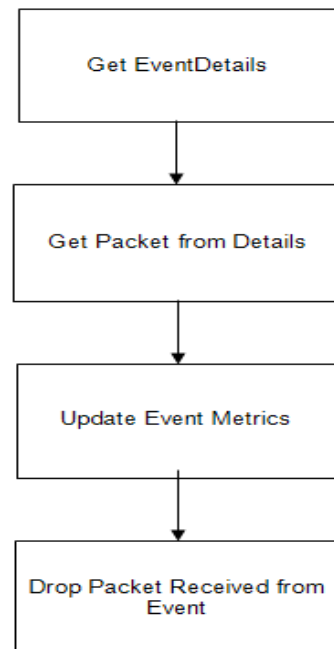 Get EventDetails
Get Packet from Details
Update Event Metrics
Drop Packet Received from
Event